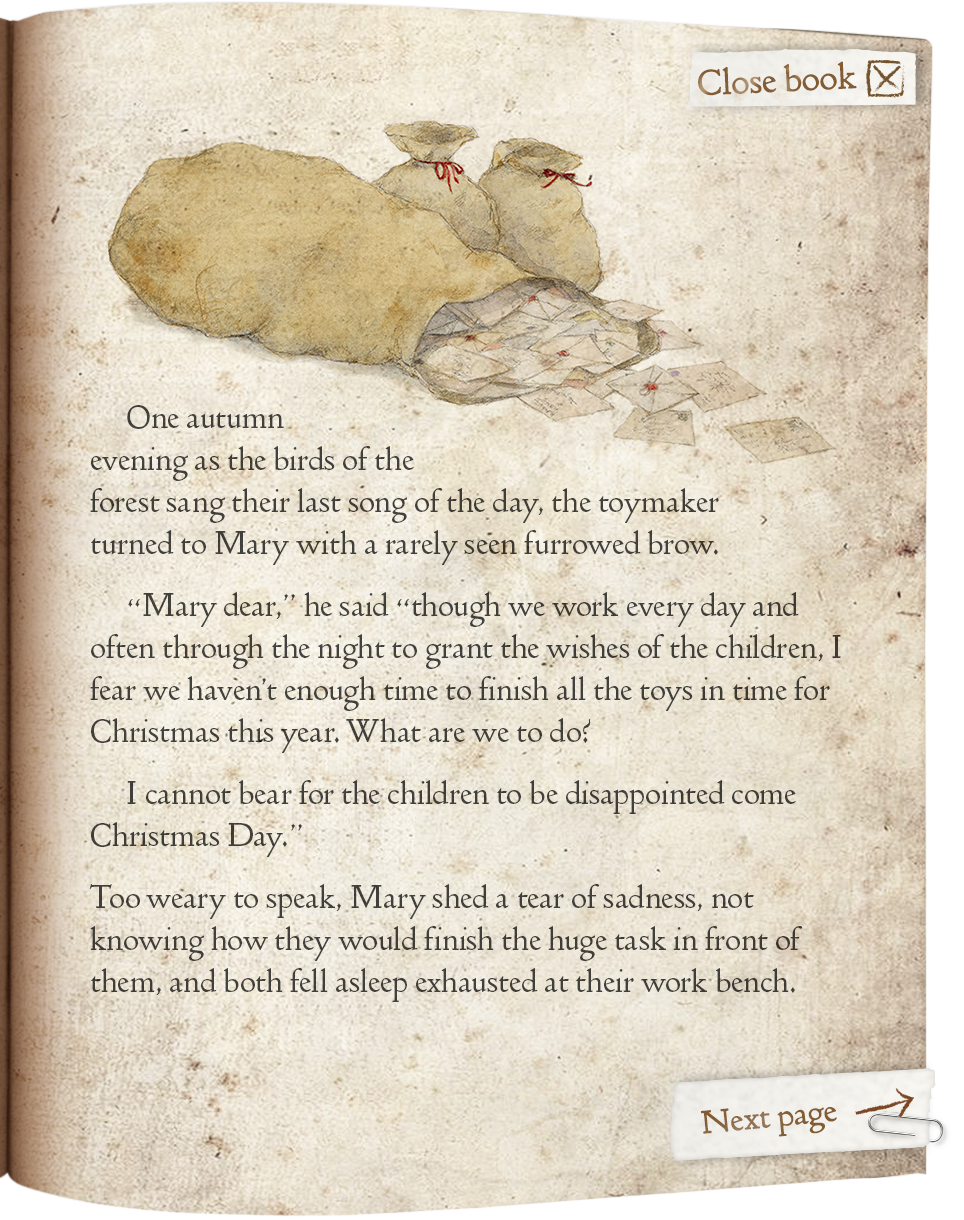 Close book
One autumn
evening as the birds of the
forest sang their last song of the day, the toymaker
turned to Mary with a rarely seen furrowed brow.
“Mary dear,” he said “though we work every day and
often through the night to grant the wishes of the children, I
fear we haven't enough time to finish all the toys in time for
Christmas this year. What are we to do?
I cannot bear for the children to be disappointed come
Christmas Day.”
Too weary to speak, Mary shed a tear of sadness, not
knowing how they would finish the huge task in front of
them, and both fell asleep exhausted at their work bench.
Next page